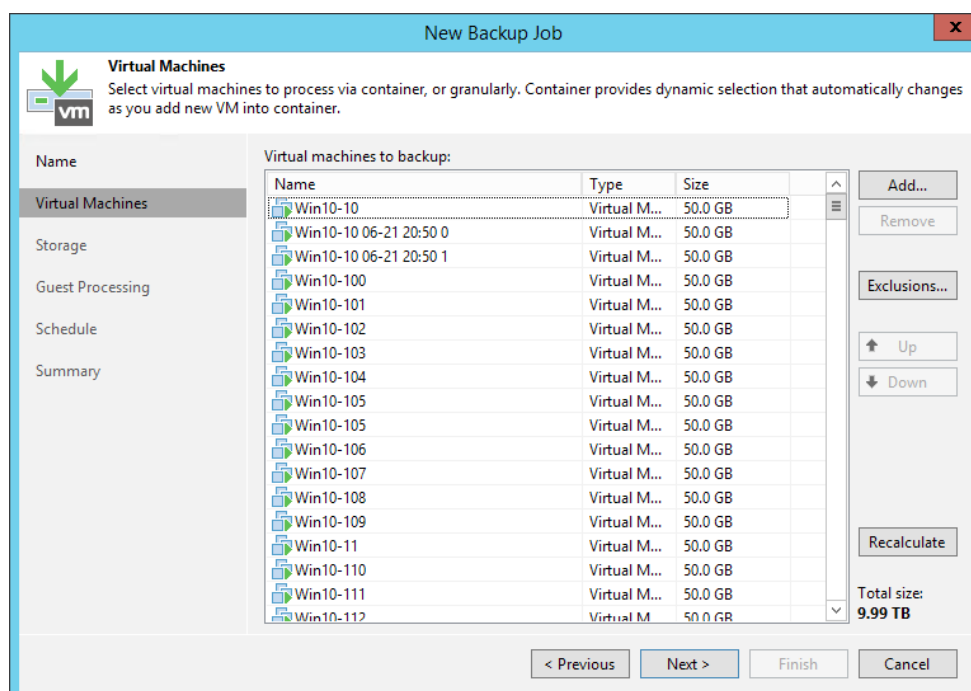 New Backup Job
x
Virtual Machines
Select virtual machines to process via container, or granularly. Container provides dynamic selection that automatically changes
as you add new VM into container.
vm
Name
Virtual Machines
Storage
Guest Processing
Schedule
Summary
Virtual machines to backup:
Name Type Size
Win10-10 Virtual M... 50.0 GB
Win10-10 06-21 20:50 0 Virtual M... 50.0 GB
Win10-10 06-21 20:50 1 Virtual M... 50.0 GB
Win10-100 Virtual M... 50.0 GB
Win10-101 Virtual M... 50.0 GB
Win10-102 Virtual M... 50.0 GB
Win10-103 Virtual M... 50.0 GB
Win10-104 Virtual M... 50.0 GB
Win10-105 Virtual M... 50.0 GB
Win10-105 Virtual M... 50.0 GB
Win10-106 Virtual M... 50.0 GB
Win10-107 Virtual M... 50.0 GB
Win10-108 Virtual M... 50.0 GB
Win10-109 Virtual M... 50.0 GB
Win10-11 Virtual M... 50.0 GB
Win10-110 Virtual M... 50.0 GB
Win10-111 Virtual M... 50.0 GB
Win10-112 Virtual M... 50.0 GB
Add...
Remove
Exclusions...
Up
Down
Recalculate
Total size:
9.99 TB
< Previous
Next >
Finish
Cancel